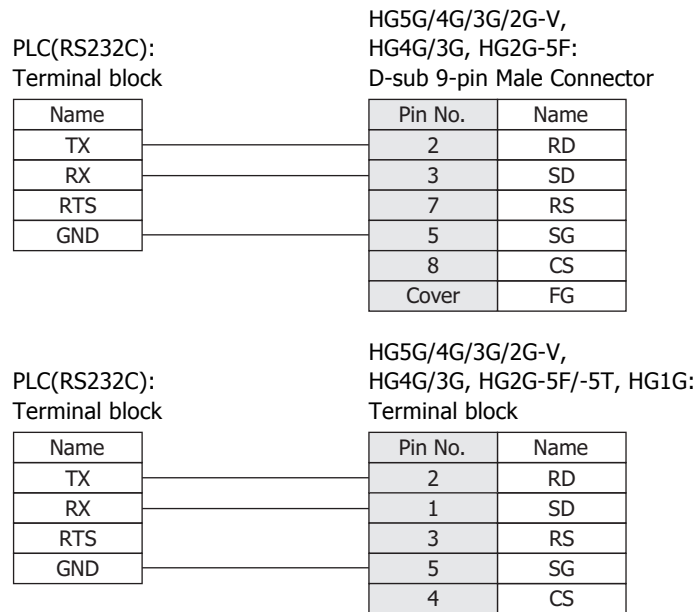 HG5G/4G/3G/2G-V,
PLC(RS232C): HG4G/3G, HG2G-5F:
Terminal block D-sub 9-pin Male Connector
Name Pin No. Name
TX 2 RD
RX 3 SD
RTS 7 RS
GND 5 SG
8 CS
Cover FG
HG5G/4G/3G/2G-V,
PLC(RS232C): HG4G/3G, HG2G-5F/-5T, HG1G:
Terminal block Terminal block
Name Pin No. Name
TX 2 RD
RX 1 SD
RTS 3 RS
GND 5 SG
4 CS